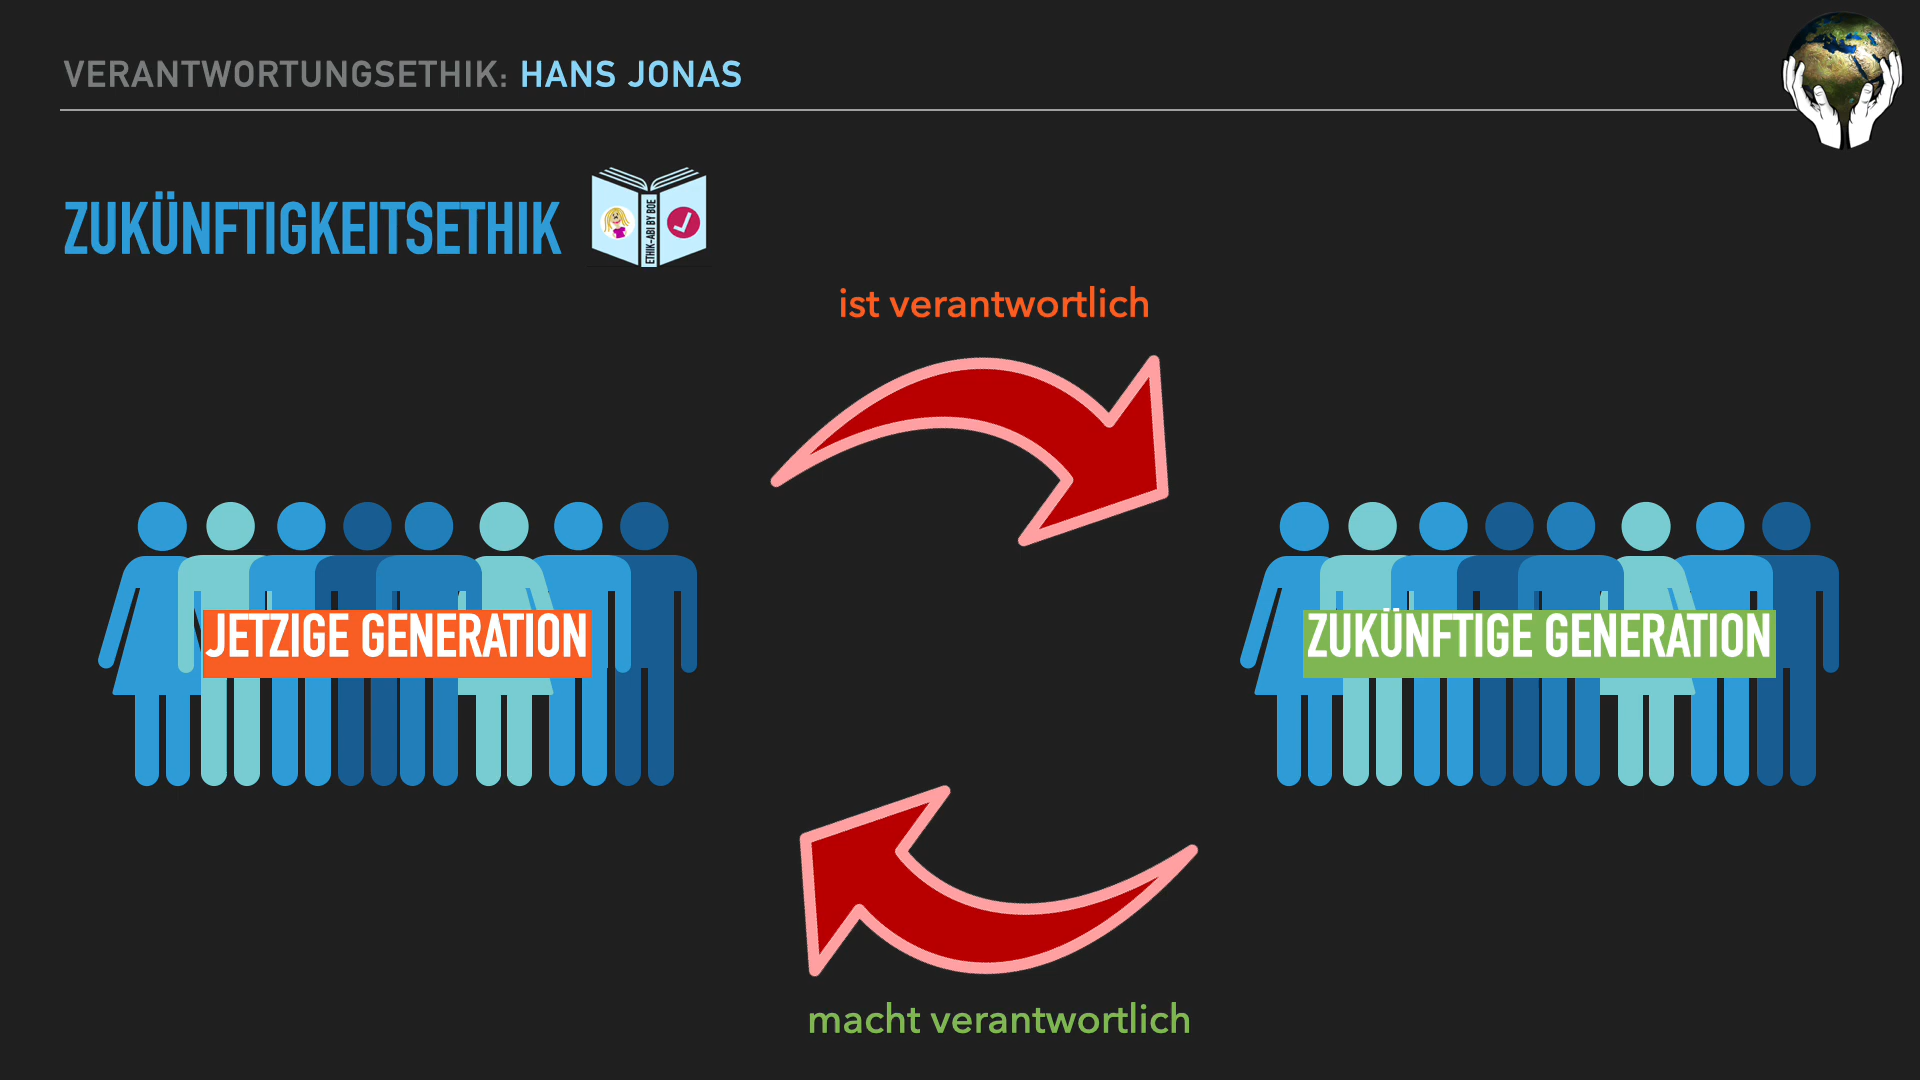 VERANTWORTUNGSETHIK: HANS JONAS
ZUKÜNFTIGKEITSETHIK
ETHIK-ABI BY BOE
ist verantwortlich
JETZIGE GENERATION
ZUKÜNFTIGE GENERATION
macht verantwortlich